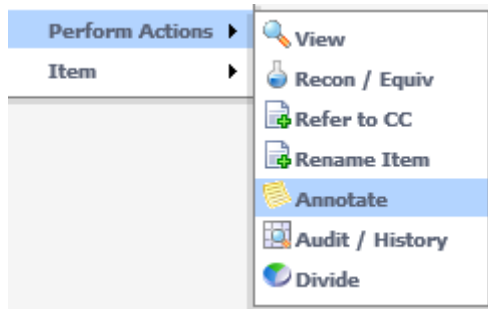 Perform Actions
Item
View
Recon / Equiv
Refer to CC
Rename Item
Annotate
Audit / History
Divide